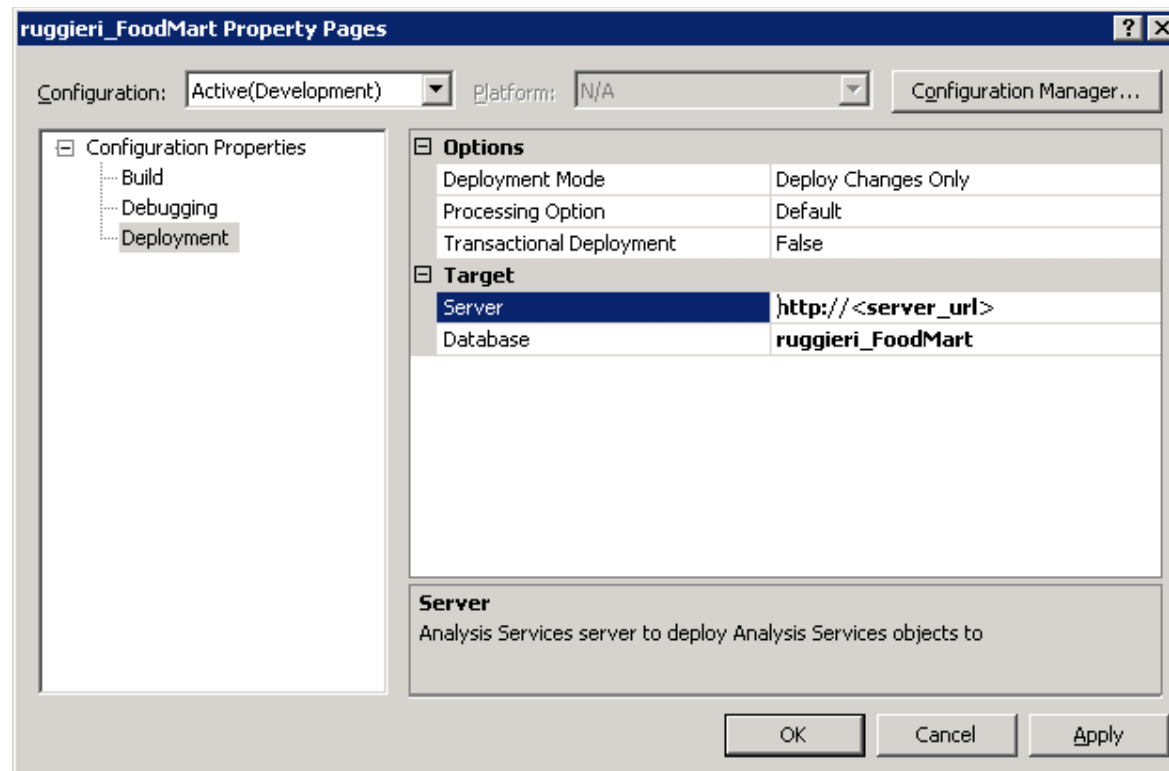 ruggieri_FoodMart Property Pages
Configuration: Active(Development) Platform: N/A Configuration Manager...
Configuration Properties
Build
Debugging
Deployment
Options
Deployment Mode Deploy Changes Only
Processing Option Default
Transactional Deployment False
Target
Server http://<server_url>
Database ruggieri_FoodMart
Server
Analysis Services server to deploy Analysis Services objects to
OK Cancel Apply